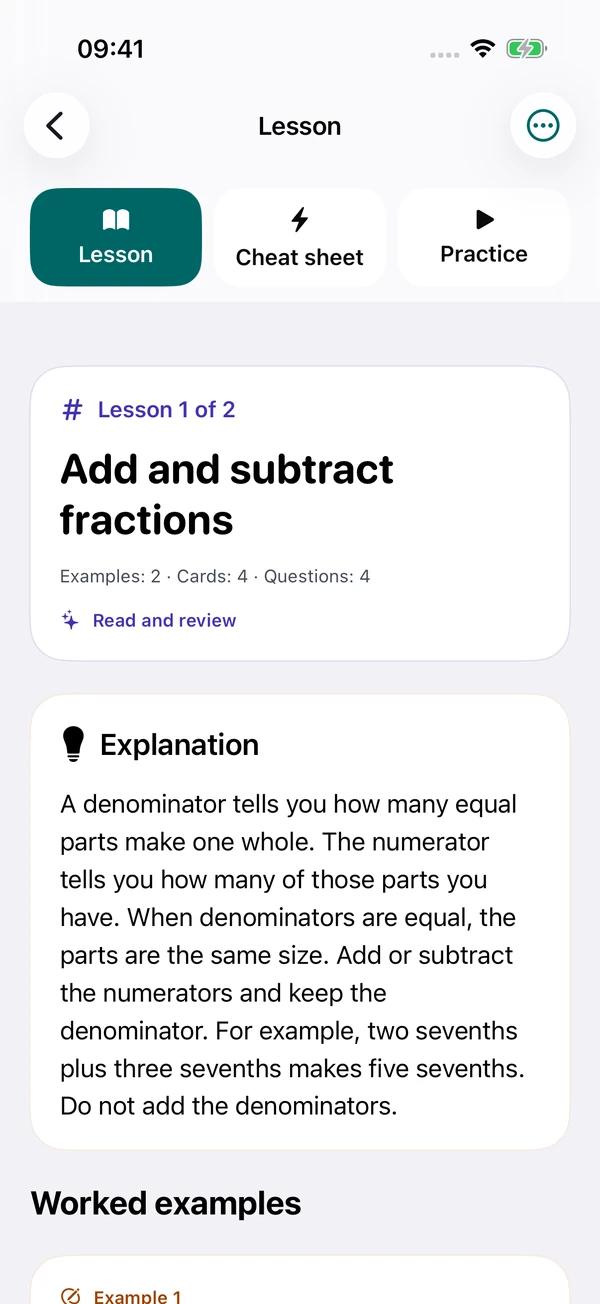 09:41
Lesson
Lesson
Cheat sheet
Practice
# Lesson 1 of 2
Add and subtract
fractions
Examples: 2 · Cards: 4 · Questions: 4
Read and review
Explanation
A denominator tells you how many equal
parts make one whole. The numerator
tells you how many of those parts you
have. When denominators are equal, the
parts are the same size. Add or subtract
the numerators and keep the
denominator. For example, two sevenths
plus three sevenths makes five sevenths.
Do not add the denominators.
Worked examples
Example 1